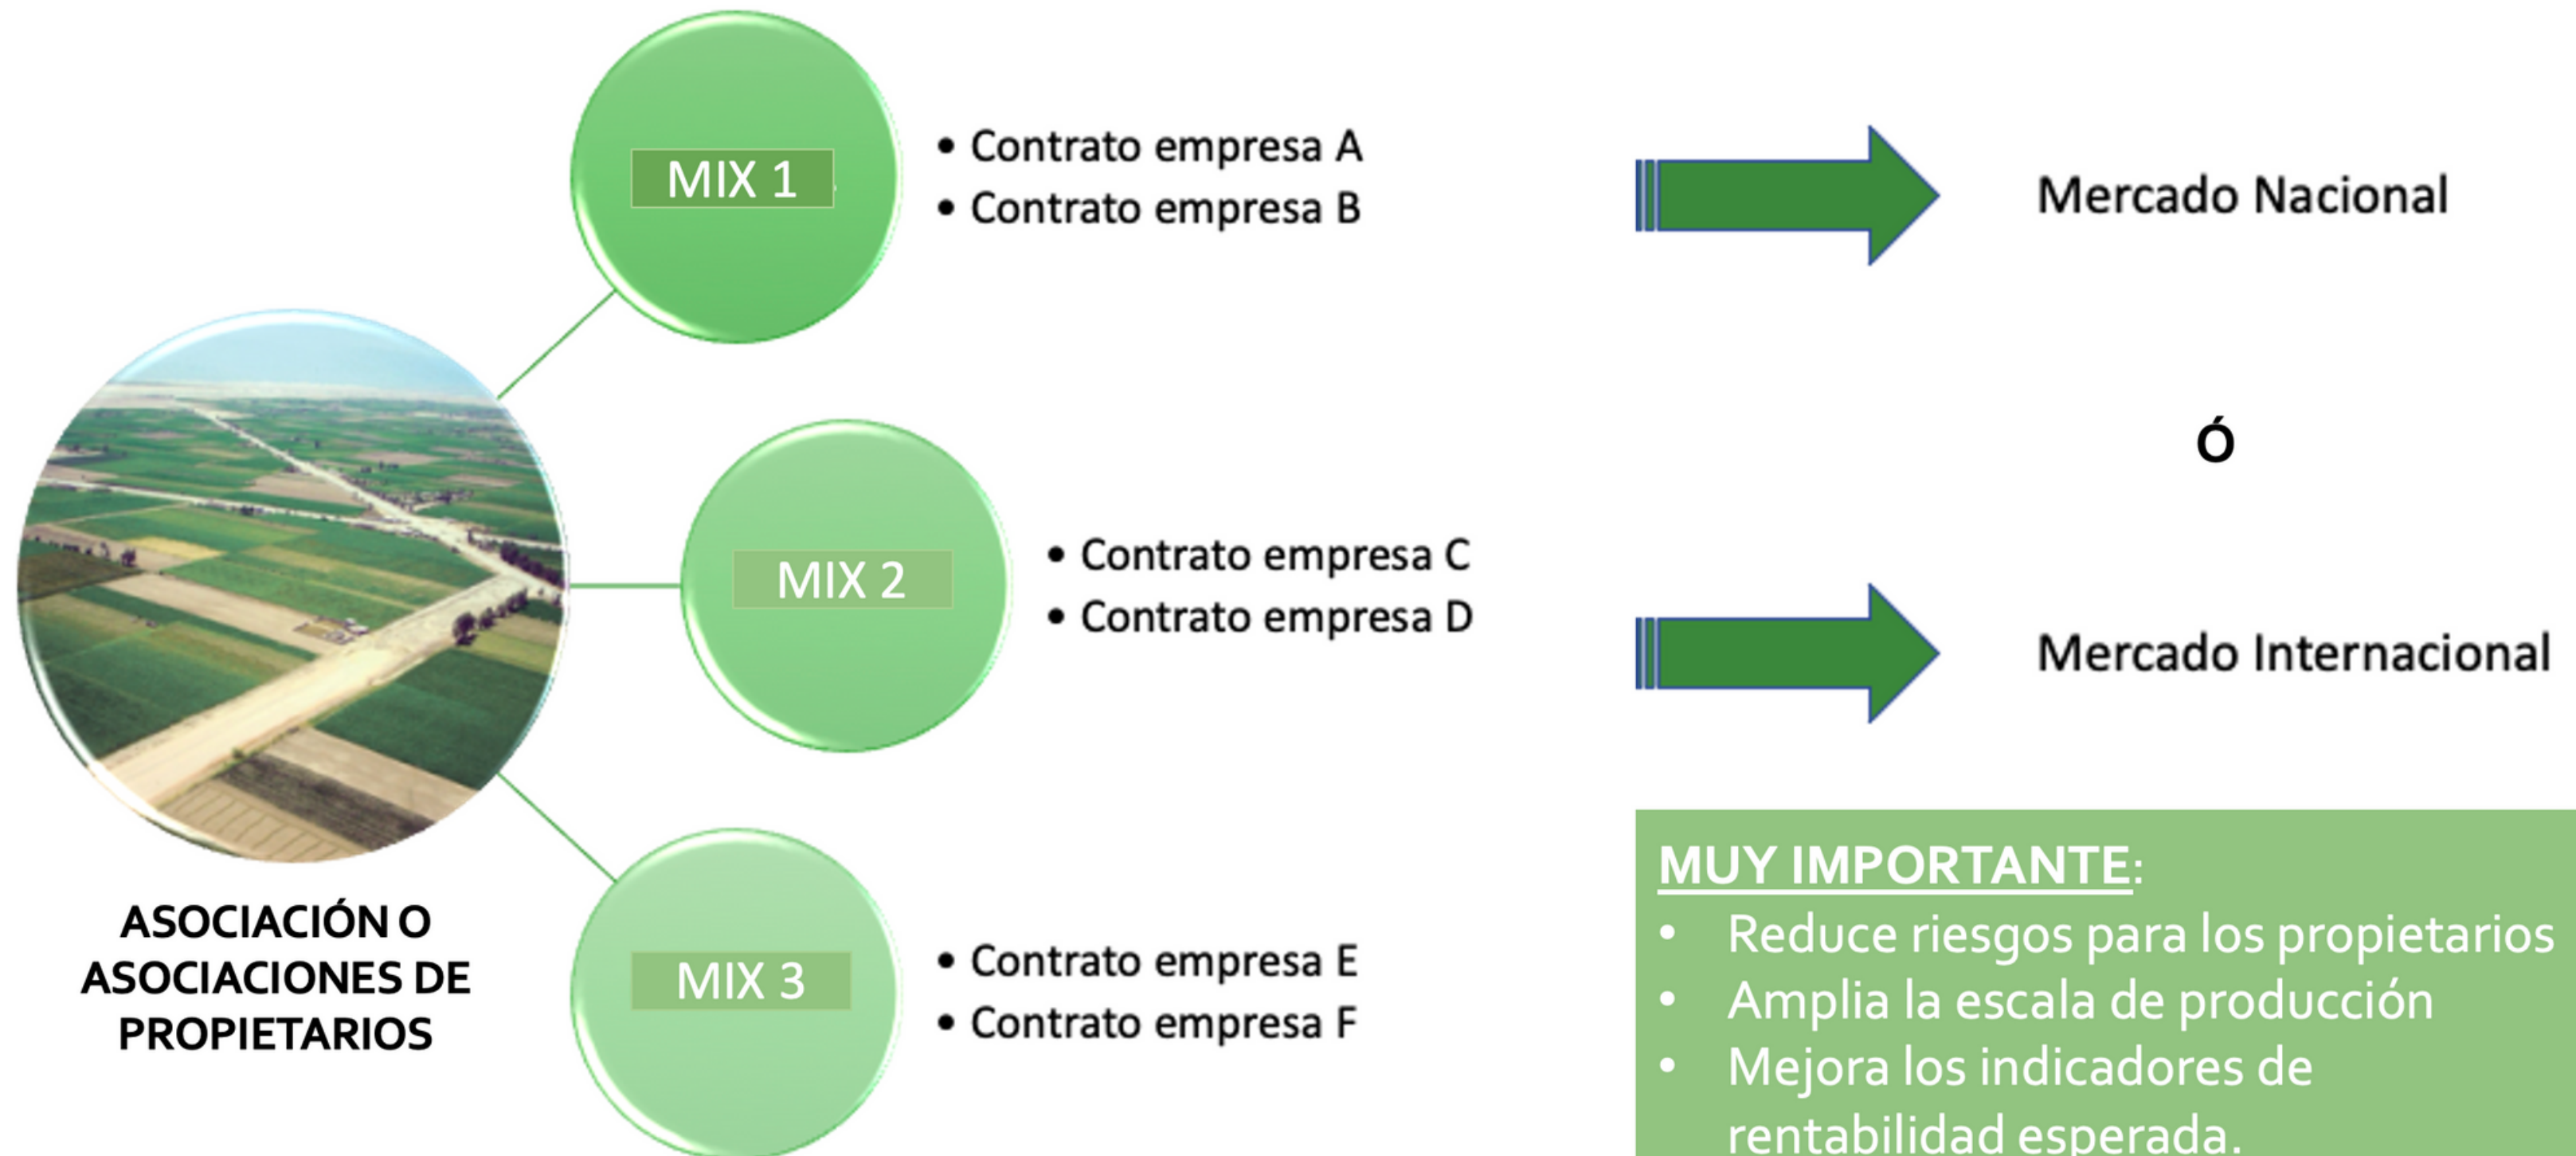 MIX 1
• Contrato empresa A
• Contrato empresa B
Mercado Nacional
Ó
MIX 2
• Contrato empresa C
• Contrato empresa D
Mercado Internacional
ASOCIACIÓN O
ASOCIACIONES DE
PROPIETARIOS
MIX 3
• Contrato empresa E
• Contrato empresa F
MUY IMPORTANTE:
• Reduce riesgos para los propietarios
• Amplia la escala de producción
• Mejora los indicadores de
rentabilidad esperada.